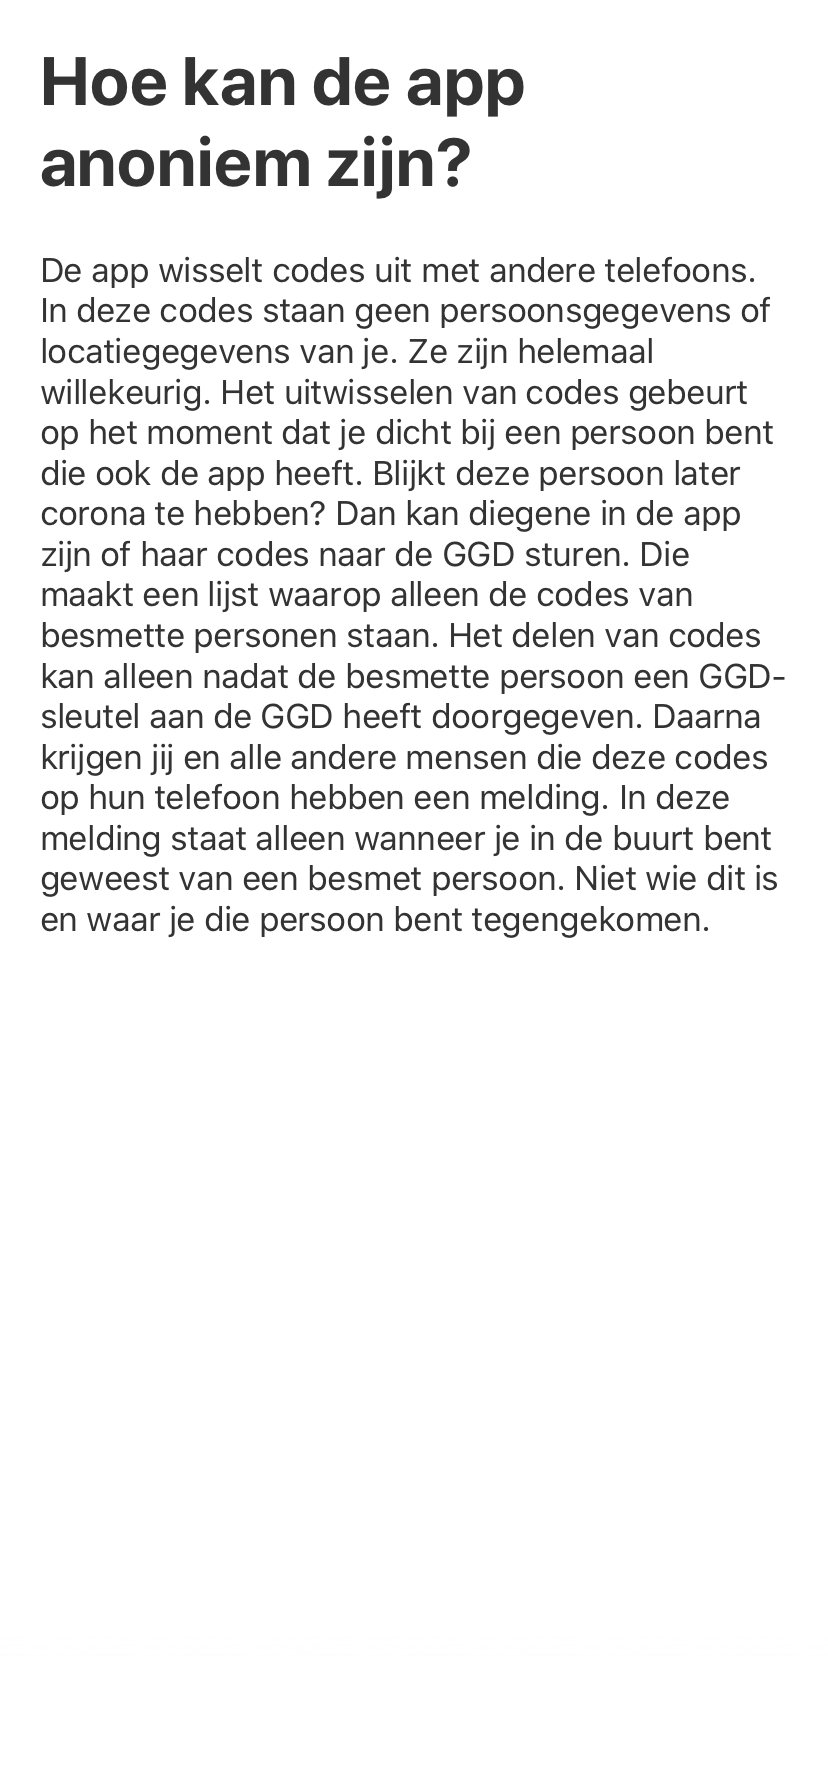 Hoe kan de app
anoniem zijn?
De app wisselt codes uit met andere telefoons.
In deze codes staan geen persoonsgegevens of
locatiegegevens van je. Ze zijn helemaal
willekeurig. Het uitwisselen van codes gebeurt
op het moment dat je dicht bij een persoon bent
die ook de app heeft. Blijkt deze persoon later
corona te hebben? Dan kan diegene in de app
zijn of haar codes naar de GGD sturen. Die
maakt een lijst waarop alleen de codes van
besmette personen staan. Het delen van codes
kan alleen nadat de besmette persoon een GGD-
sleutel aan de GGD heeft doorgegeven. Daarna
krijgen jij en alle andere mensen die deze codes
op hun telefoon hebben een melding. In deze
melding staat alleen wanneer je in de buurt bent
geweest van een besmet persoon. Niet wie dit is
en waar je die persoon bent tegengekomen.